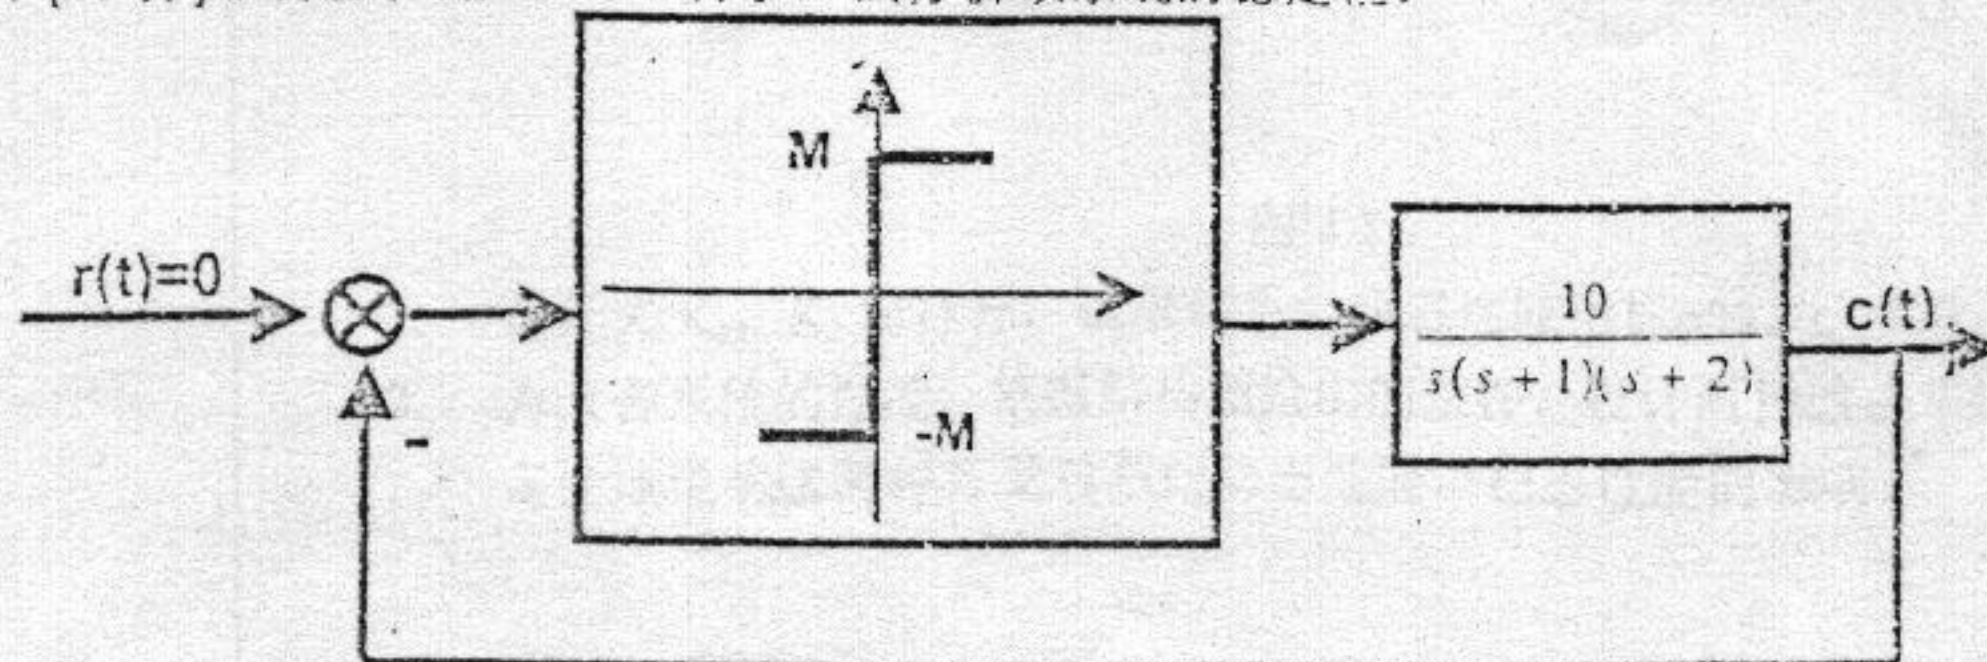 M
r(t)=0
10
c(t)
s(s + 1)(s + 2)
-
-M